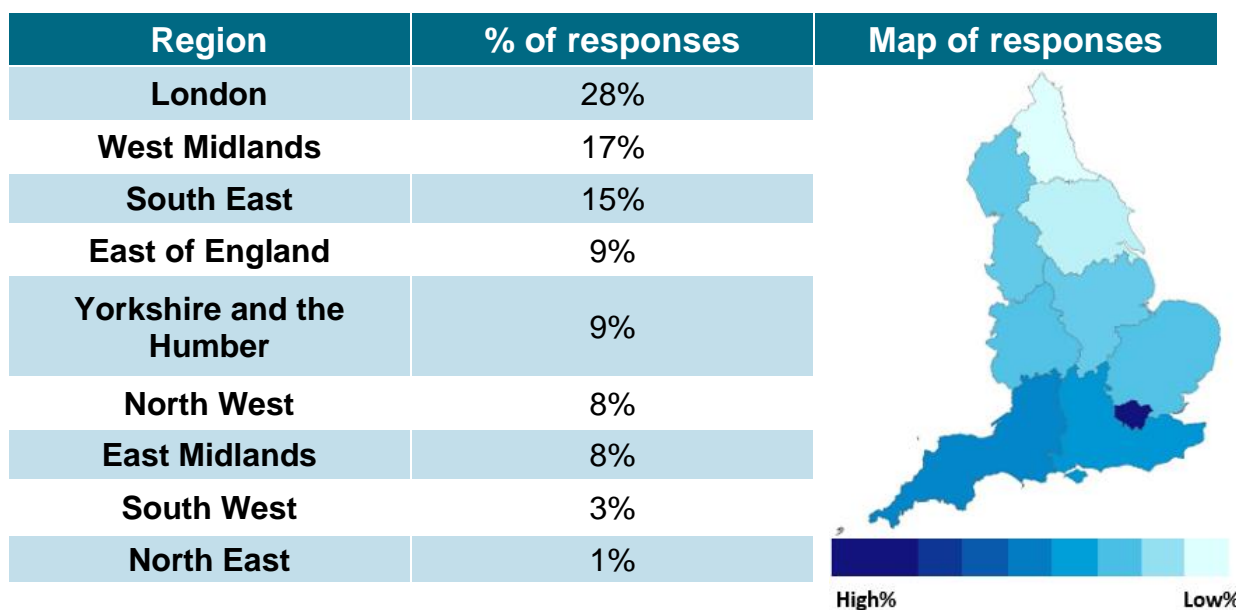 Region % of responses Map of responses
London 28%
West Midlands 17%
South East 15%
East of England 9%
Yorkshire and the
Humber 9%
North West 8%
East Midlands 8%
South West 3%
North East 1%
High% Low%